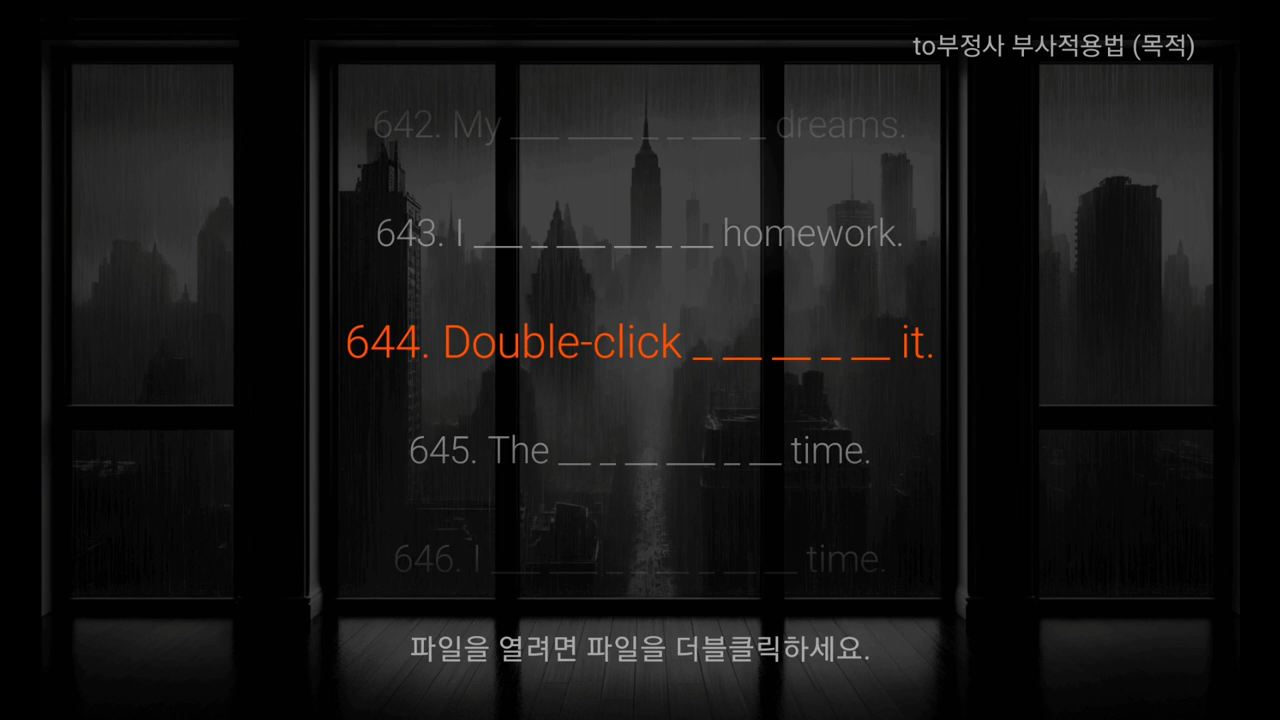 to부정사 부사적용법 (목적)
642. My ___ ____ _ _ ___ _ dreams.
643. I ___ _ ___ __ _ __ homework.
644. Double-click _ __ __ _ __ it.
645. The __ _ __ ___ _ __ time.
646. I ___ ___ _ __ _ ___ __ time.
파일을 열려면 파일을 더블클릭하세요.